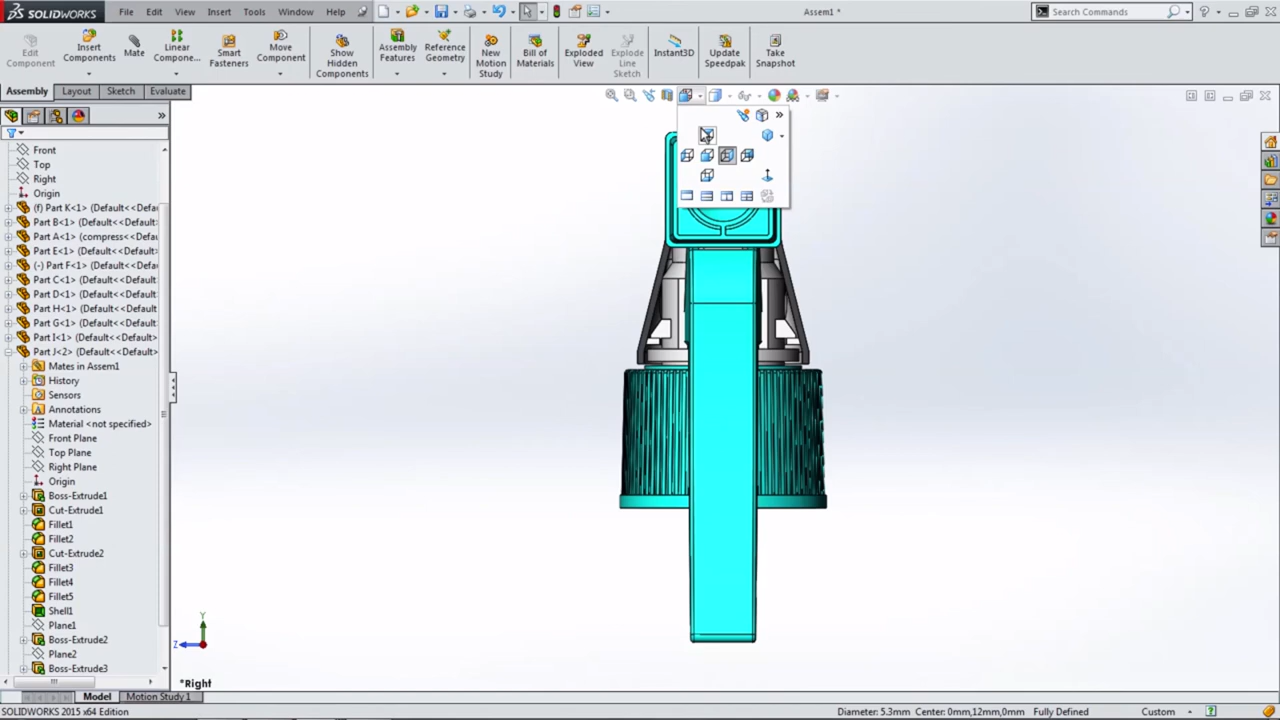 SOLIDWORKS File Edit View Insert Tools Window Help Assem1 * Search Commands
Edit Component
Insert Components
Mate
Linear Compone...
Smart Fasteners
Move Component
Show Hidden Components
Assembly Features
Reference Geometry
New Motion Study
Bill of Materials
Exploded View
Explode Line Sketch
Instant3D
Update Speedpak
Take Snapshot
Assembly Layout Sketch Evaluate
Front
Top
Right
Origin
(f) Part K<1> (Default<<Defa
Part B<1> (Default<<Default
Part A<1> (compress<<Defa
Part E<1> (Default<<Default
(-) Part F<1> (Default<<Defa
Part C<1> (Default<<Default
Part D<1> (Default<<Default
Part H<1> (Default<<Default
Part G<1> (Default<<Default
Part I<1> (Default<<Default
Part J<2> (Default<<Default
Mates in Assem1
History
Sensors
Annotations
Material <not specified>
Front Plane
Top Plane
Right Plane
Origin
Boss-Extrude1
Cut-Extrude1
Fillet1
Fillet2
Cut-Extrude2
Fillet3
Fillet4
Fillet5
Shell1
Plane1
Boss-Extrude2
Plane2
Boss-Extrude3
Y
Z
*Right
Model Motion Study 1
SOLIDWORKS 2015 x64 Edition Diameter: 5.3mm Center: 0mm,12mm,0mm Fully Defined Custom